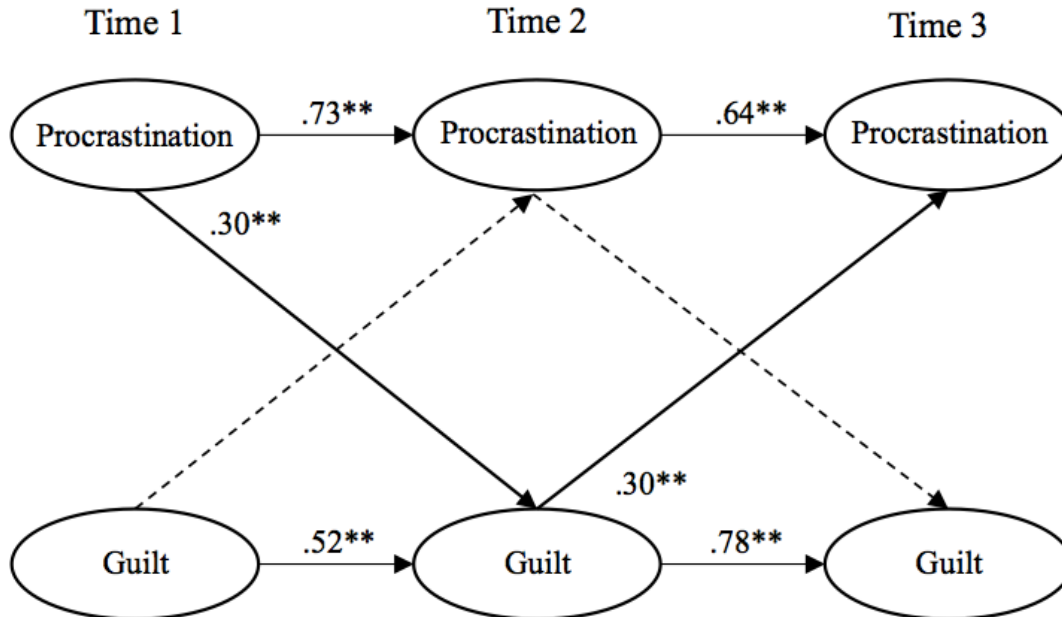 Time 1 Time 2 Time 3
Procrastination .73** Procrastination .64** Procrastination
.30**
.30**
Guilt .52** Guilt .78** Guilt